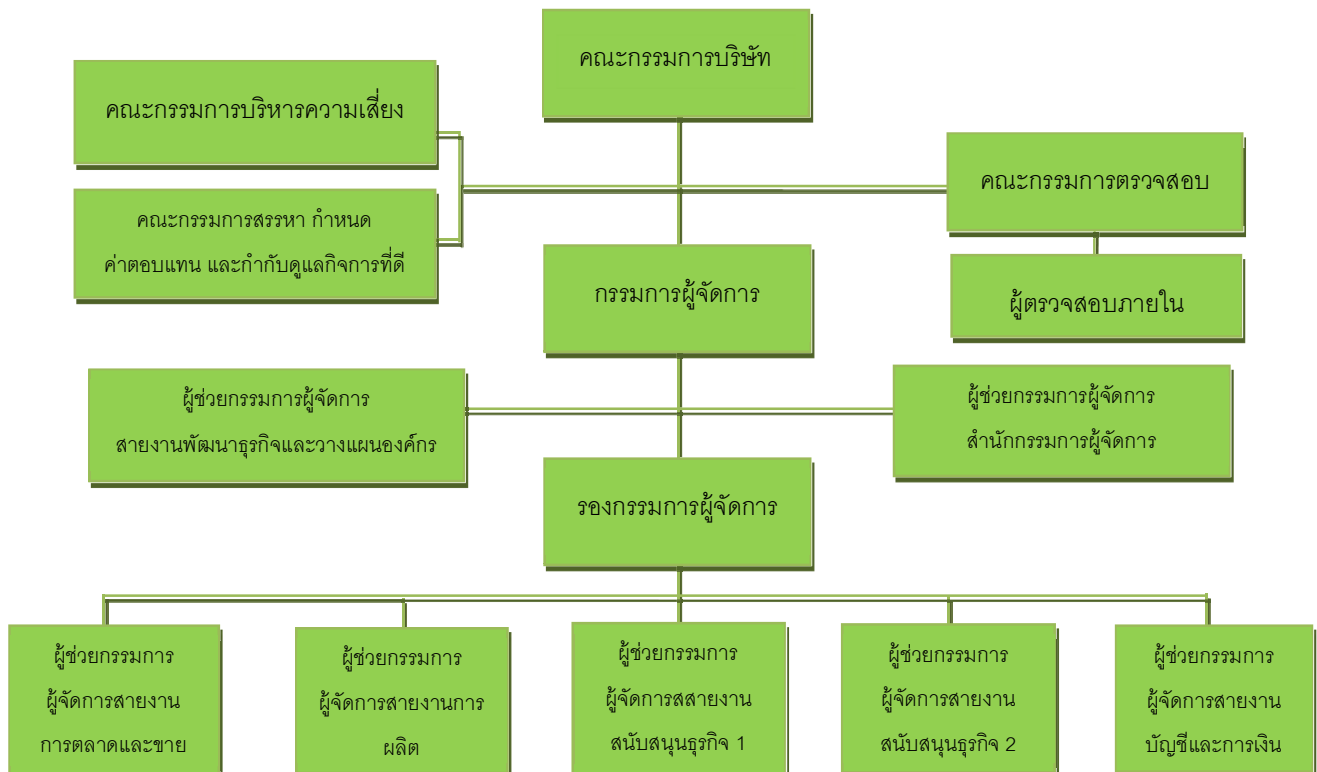 คณะกรรมการบริษัท
คณะกรรมการบริหารความเสี่ยง
คณะกรรมการตรวจสอบ
คณะกรรมการสรรหา กำหนด
ค่าตอบแทน และกำกับดูแลกิจการที่ดี
กรรมการผู้จัดการ
ผู้ตรวจสอบภายใน
ผู้ช่วยกรรมการผู้จัดการ
สายงานพัฒนาธุรกิจและวางแผนองค์กร
ผู้ช่วยกรรมการผู้จัดการ
สำนักกรรมการผู้จัดการ
รองกรรมการผู้จัดการ
ผู้ช่วยกรรมการ
ผู้จัดการสายงาน
การตลาดและขาย
ผู้ช่วยกรรมการ
ผู้จัดการสายงานการ
ผลิต
ผู้ช่วยกรรมการ
ผู้จัดการสสายงาน
สนับสนุนธุรกิจ 1
ผู้ช่วยกรรมการ
ผู้จัดการสายงาน
สนับสนุนธุรกิจ 2
ผู้ช่วยกรรมการ
ผู้จัดการสายงาน
บัญชีและการเงิน